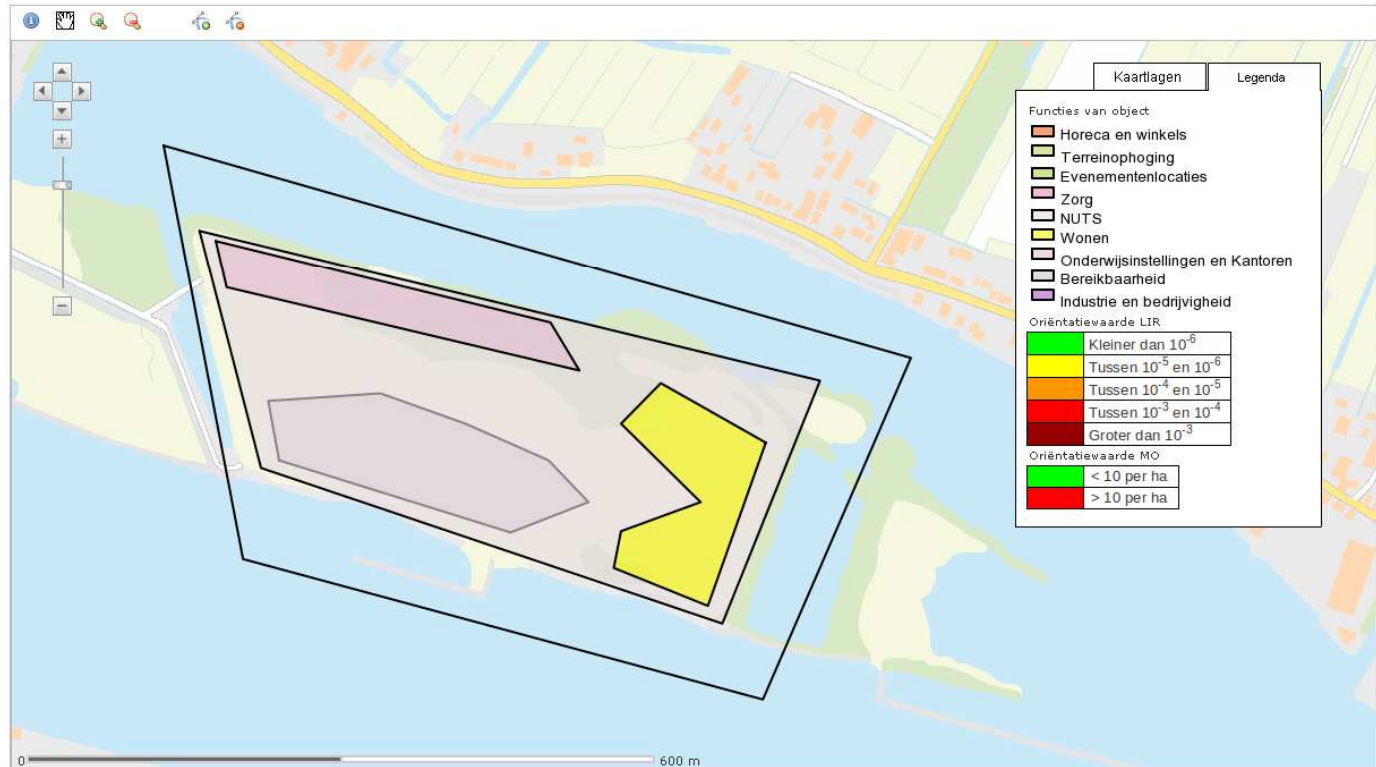 Kaartlagen
Legenda
Functies van object
Horeca en winkels
Terreinophoging
Evenementenlocaties
Zorg
NUTS
Wonen
Onderwijsinstellingen en Kantoren
Bereikbaarheid
Industrie en bedrijvigheid
Oriëntatiewaarde LIR
Kleiner dan 10⁻⁶
Tussen 10⁻⁵ en 10⁻⁶
Tussen 10⁻⁴ en 10⁻⁵
Tussen 10⁻³ en 10⁻⁴
Groter dan 10⁻³
Oriëntatiewaarde MO
< 10 per ha
> 10 per ha
0 600 m